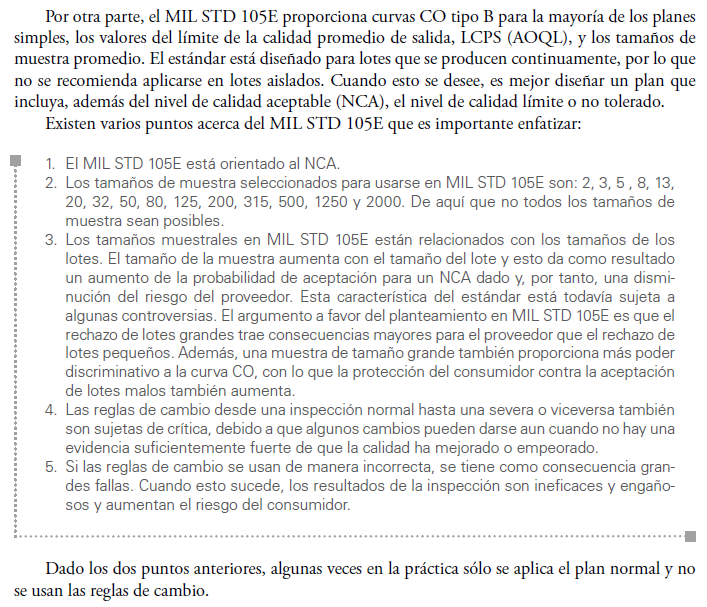 Por otra parte, el MIL STD 105E proporciona curvas CO tipo B para la mayoría de los planes
simples, los valores del límite de la calidad promedio de salida, LCPS (AOQL), y los tamaños de
muestra promedio. El estándar está diseñado para lotes que se producen continuamente, por lo que
no se recomienda aplicarse en lotes aislados. Cuando esto se desee, es mejor diseñar un plan que
incluya, además del nivel de calidad aceptable (NCA), el nivel de calidad límite o no tolerado.
Existen varios puntos acerca del MIL STD 105E que es importante enfatizar:
1. El MIL STD 105E está orientado al NCA.
2. Los tamaños de muestra seleccionados para usarse en MIL STD 105E son: 2, 3, 5 , 8, 13,
20, 32, 50, 80, 125, 200, 315, 500, 1250 y 2000. De aquí que no todos los tamaños de
muestra sean posibles.
3. Los tamaños muestrales en MIL STD 105E están relacionados con los tamaños de los
lotes. El tamaño de la muestra aumenta con el tamaño del lote y esto da como resultado
un aumento de la probabilidad de aceptación para un NCA dado y, por tanto, una dismi-
nución del riesgo del proveedor. Esta característica del estándar está todavía sujeta a
algunas controversias. El argumento a favor del planteamiento en MIL STD 105E es que el
rechazo de lotes grandes trae consecuencias mayores para el proveedor que el rechazo de
lotes pequeños. Además, una muestra de tamaño grande también proporciona más poder
discriminativo a la curva CO, con lo que la protección del consumidor contra la aceptación
de lotes malos también aumenta.
4. Las reglas de cambio desde una inspección normal hasta una severa o viceversa también
son sujetas de crítica, debido a que algunos cambios pueden darse aun cuando no hay una
evidencia suficientemente fuerte de que la calidad ha mejorado o empeorado.
5. Si las reglas de cambio se usan de manera incorrecta, se tiene como consecuencia gran-
des fallas. Cuando esto sucede, los resultados de la inspección son ineficaces y engaño-
sos y aumentan el riesgo del consumidor.
Dado los dos puntos anteriores, algunas veces en la práctica sólo se aplica el plan normal y no
se usan las reglas de cambio.